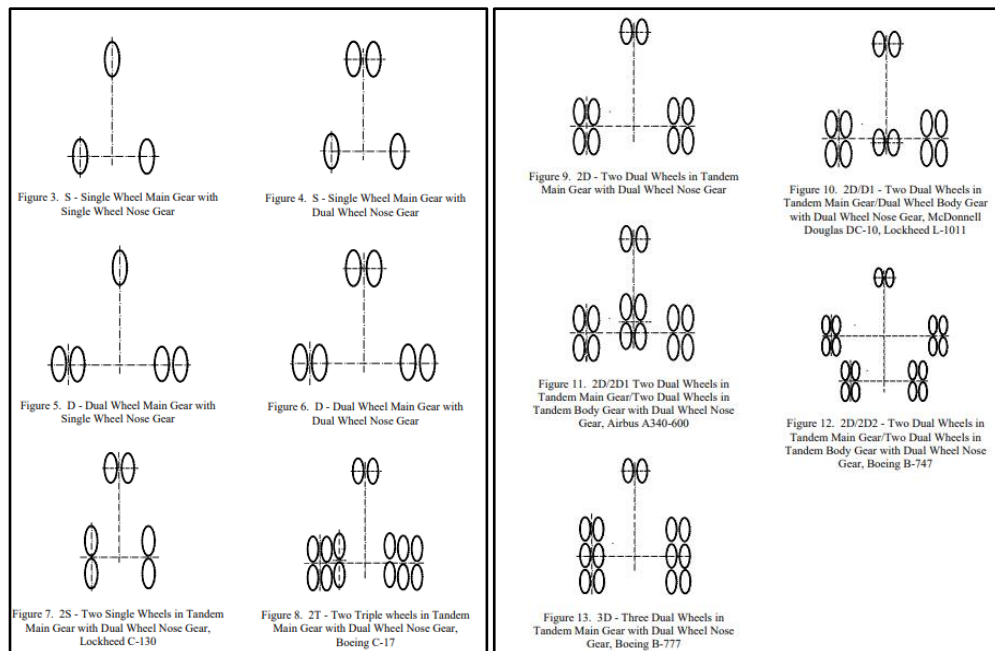 Figure 3. S - Single Wheel Main Gear with
Single Wheel Nose Gear
Figure 4. S - Single Wheel Main Gear with
Dual Wheel Nose Gear
Figure 5. D - Dual Wheel Main Gear with
Single Wheel Nose Gear
Figure 6. D - Dual Wheel Main Gear with
Dual Wheel Nose Gear
Figure 7. 2S - Two Single Wheels in Tandem
Main Gear with Dual Wheel Nose Gear,
Lockheed C-130
Figure 8. 2T - Two Triple wheels in Tandem
Main Gear with Dual Wheel Nose Gear,
Boeing C-17
Figure 9. 2D - Two Dual Wheels in Tandem
Main Gear with Dual Wheel Nose Gear
Figure 10. 2D/D1 - Two Dual Wheels in
Tandem Main Gear/Dual Wheel Body Gear
with Dual Wheel Nose Gear, McDonnell
Douglas DC-10, Lockheed L-1011
Figure 11. 2D/2D1 Two Dual Wheels in
Tandem Main Gear/Two Dual Wheels in
Tandem Body Gear with Dual Wheel Nose
Gear, Airbus A340-600
Figure 12. 2D/2D2 - Two Dual Wheels in
Tandem Main Gear/Two Dual Wheels in
Tandem Body Gear with Dual Wheel Nose
Gear, Boeing B-747
Figure 13. 3D - Three Dual Wheels in
Tandem Main Gear with Dual Wheel Nose
Gear, Boeing B-777